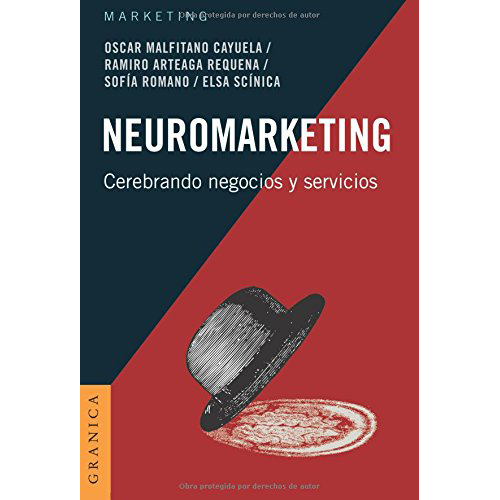 MARKETING
Obra protegida por derechos de autor
OSCAR MALFITANO CAYUELA /
RAMIRO ARTEAGA REQUENA /
SOFÍA ROMANO / ELSA SCÍNICA
NEUROMARKETING
Cerebrando negocios y servicios
GRANICA
Obra protegida por derechos de autor